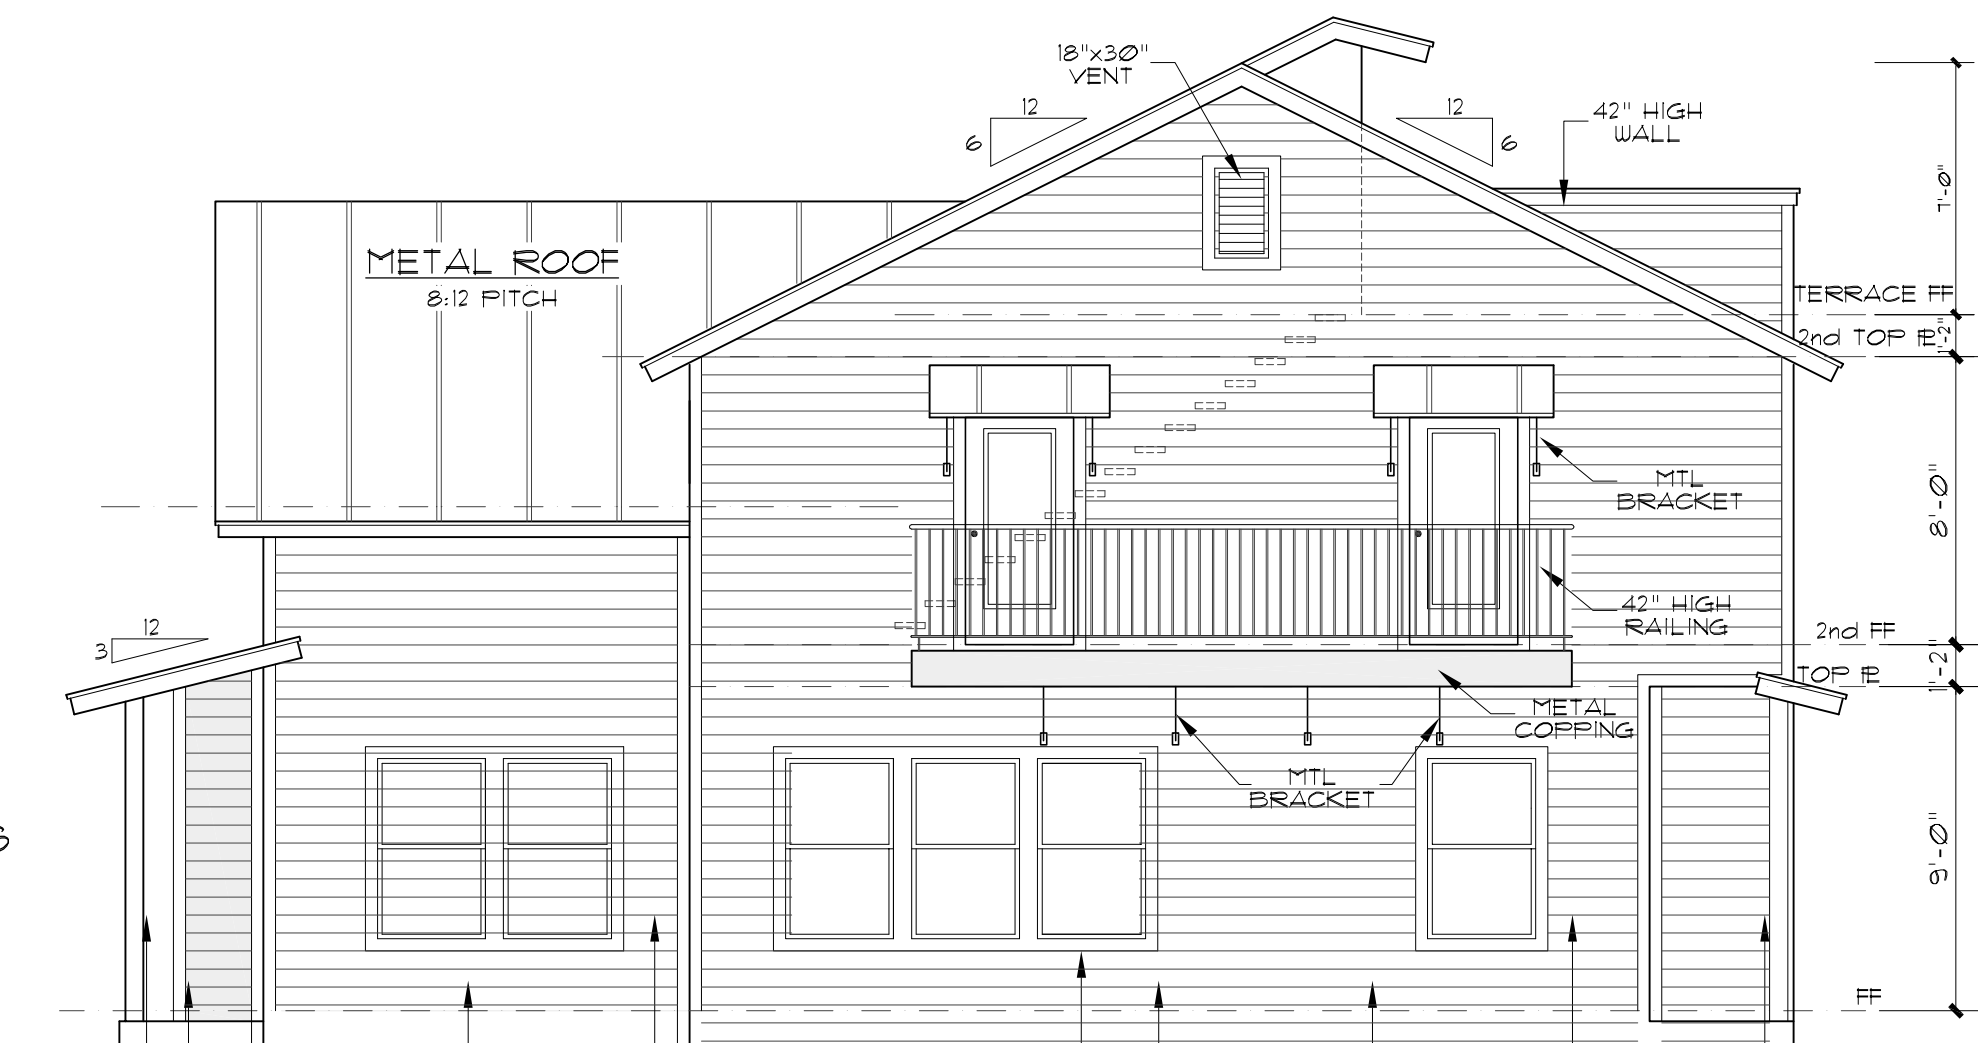 18"x30"
VENT
12
6
12
6
42" HIGH
WALL
METAL ROOF
8:12 PITCH
7'-0"
TERRACE FF
1'-2"
2nd TOP PL
MTL
BRACKET
8'-0"
42" HIGH
RAILING
12
3
2nd FF
1'-2"
TOP PL
METAL
COPPING
MTL
BRACKET
9'-0"
FF